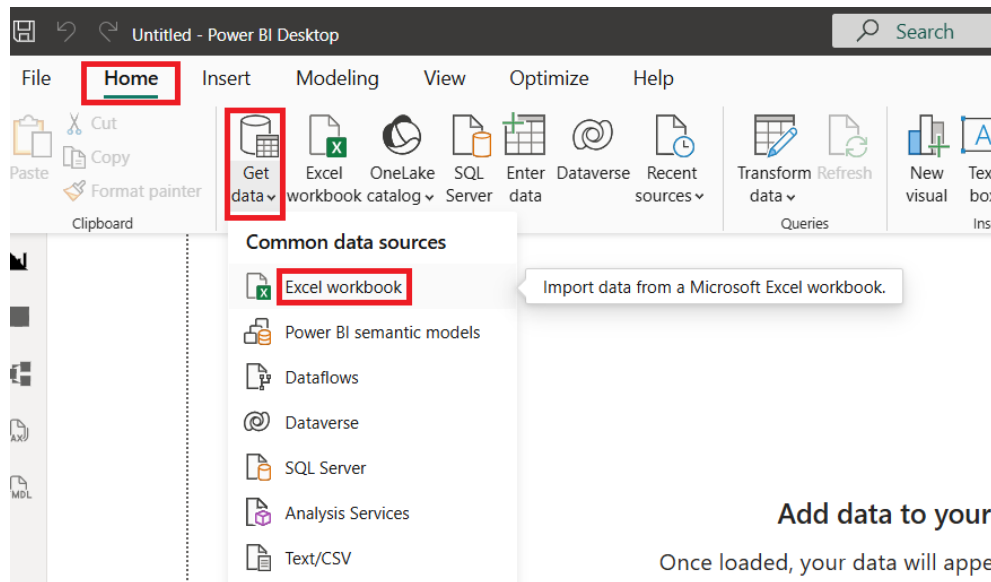 Untitled - Power BI Desktop
Search
File Home Insert Modeling View Optimize Help
Paste
Cut
Copy
Format painter
Clipboard
Get data
Excel workbook
OneLake catalog
SQL Server
Enter data
Dataverse
Recent sources
Transform data
Refresh
Queries
New visual
Common data sources
Excel workbook
Import data from a Microsoft Excel workbook.
Power BI semantic models
Dataflows
Dataverse
SQL Server
Analysis Services
Text/CSV
MDL
Add data to your
Once loaded, your data will appe